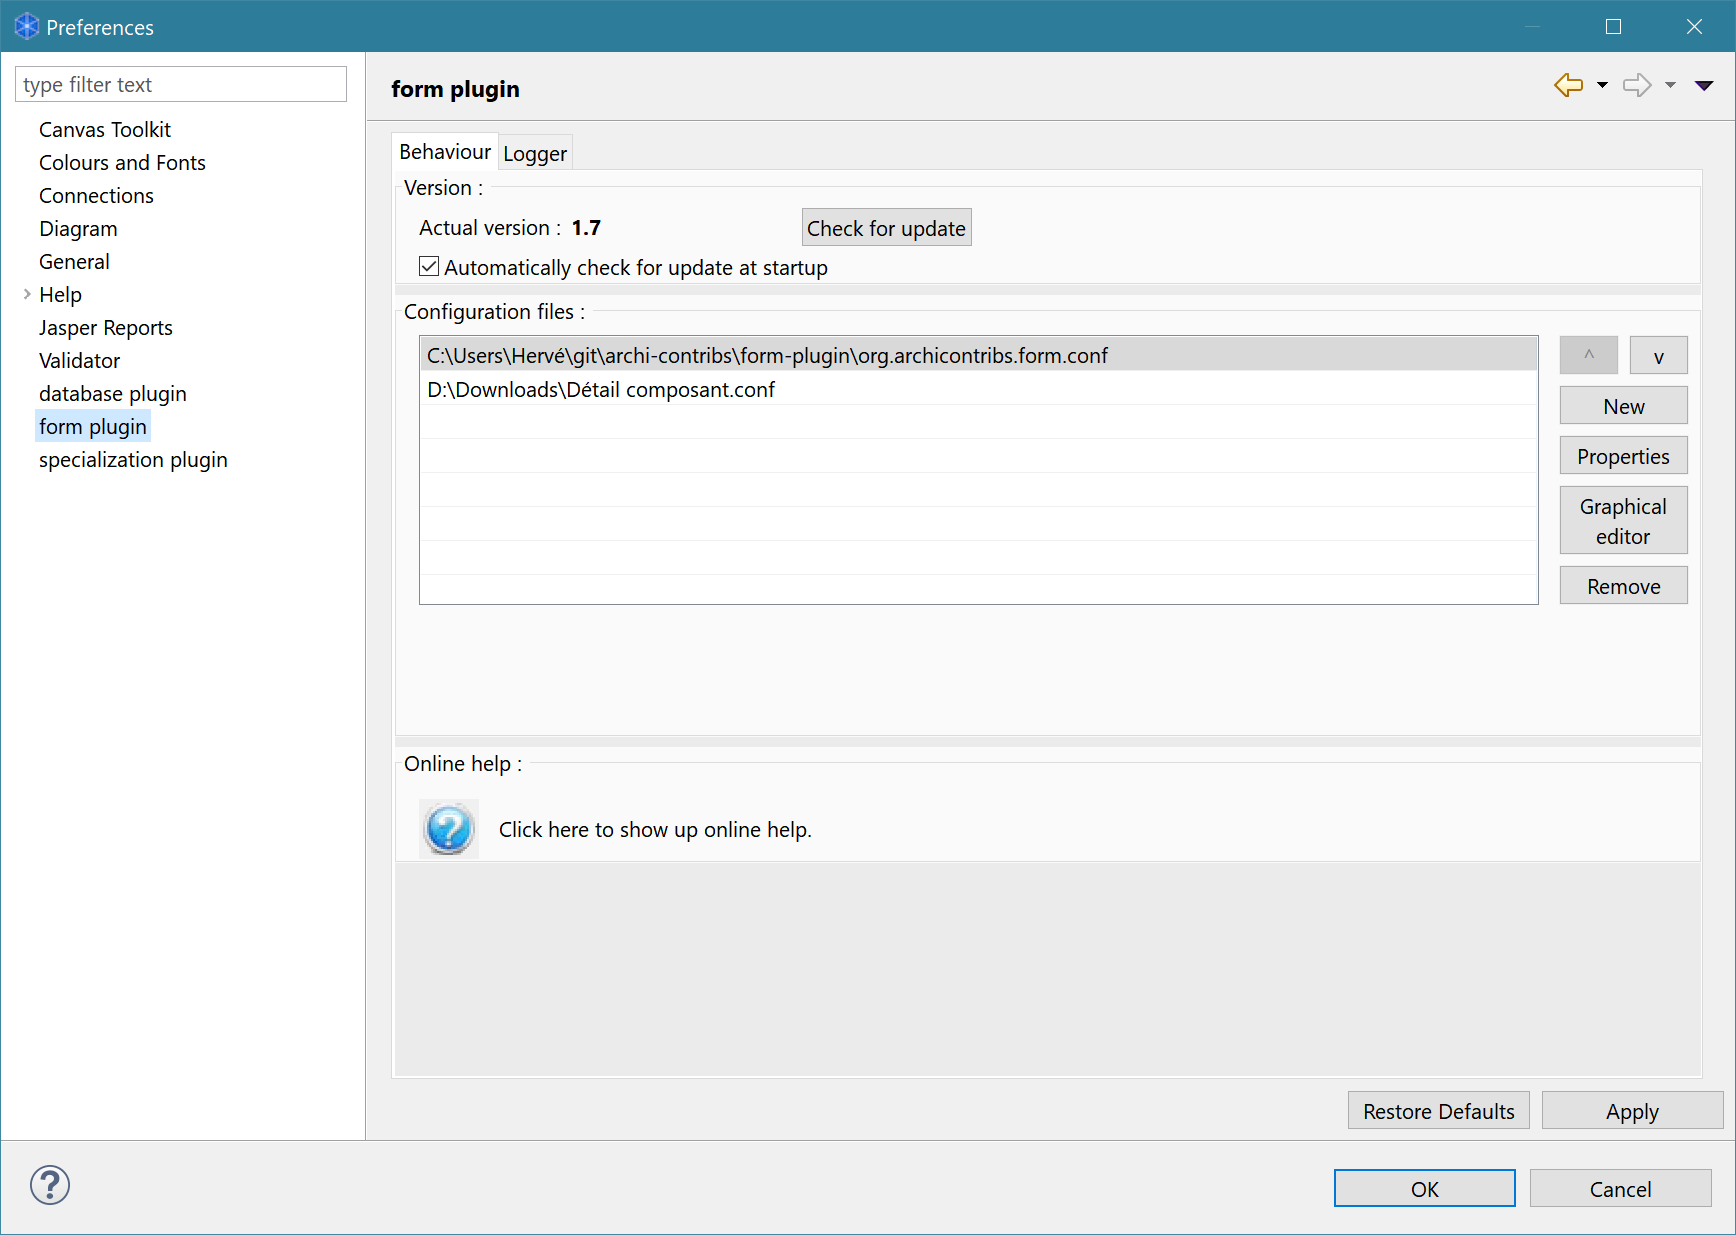 Preferences
type filter text
Canvas Toolkit
Colours and Fonts
Connections
Diagram
General
Help
Jasper Reports
Validator
database plugin
form plugin
specialization plugin
form plugin
Behaviour
Logger
Version :
Actual version : 1.7
Check for update
Automatically check for update at startup
Configuration files :
C:\Users\Hervé\git\archi-contribs\form-plugin\org.archicontribs.form.conf
D:\Downloads\Détail composant.conf
^
v
New
Properties
Graphical
editor
Remove
Online help :
?
Click here to show up online help.
Restore Defaults
Apply
?
OK
Cancel